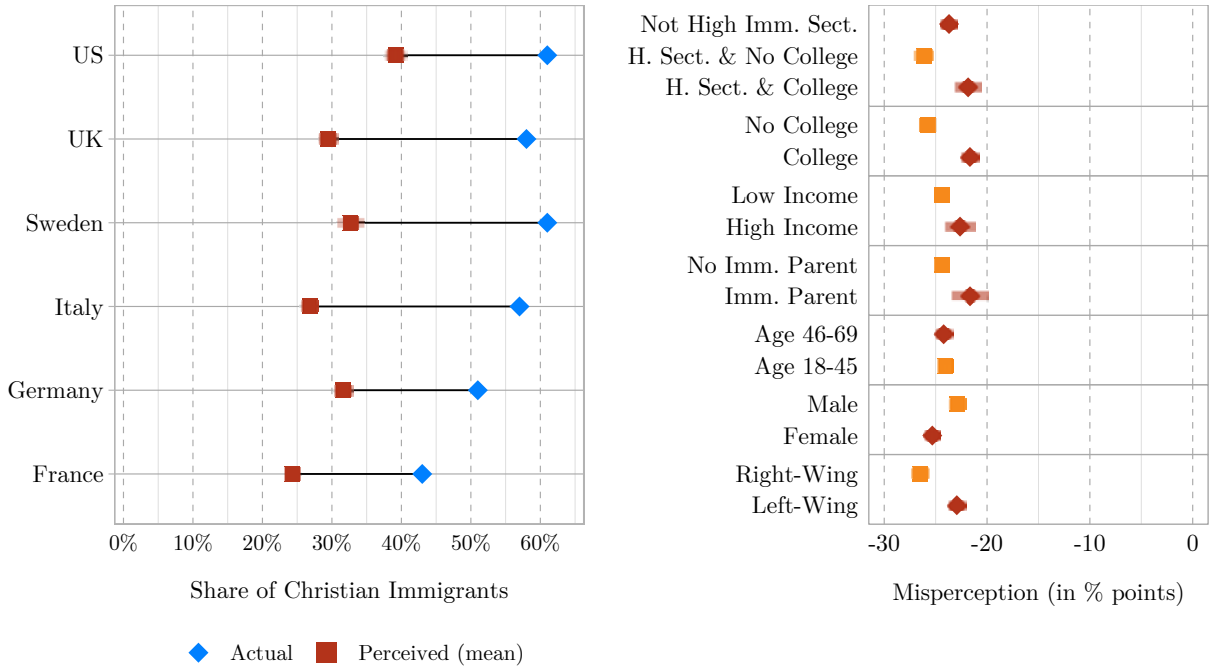 US
UK
Sweden
Italy
Germany
France
0% 10% 20% 30% 40% 50% 60%
Share of Christian Immigrants
Actual Perceived (mean)
Not High Imm. Sect.
H. Sect. & No College
H. Sect. & College
No College
College
Low Income
High Income
No Imm. Parent
Imm. Parent
Age 46-69
Age 18-45
Male
Female
Right-Wing
Left-Wing
-30 -20 -10 0
Misperception (in % points)